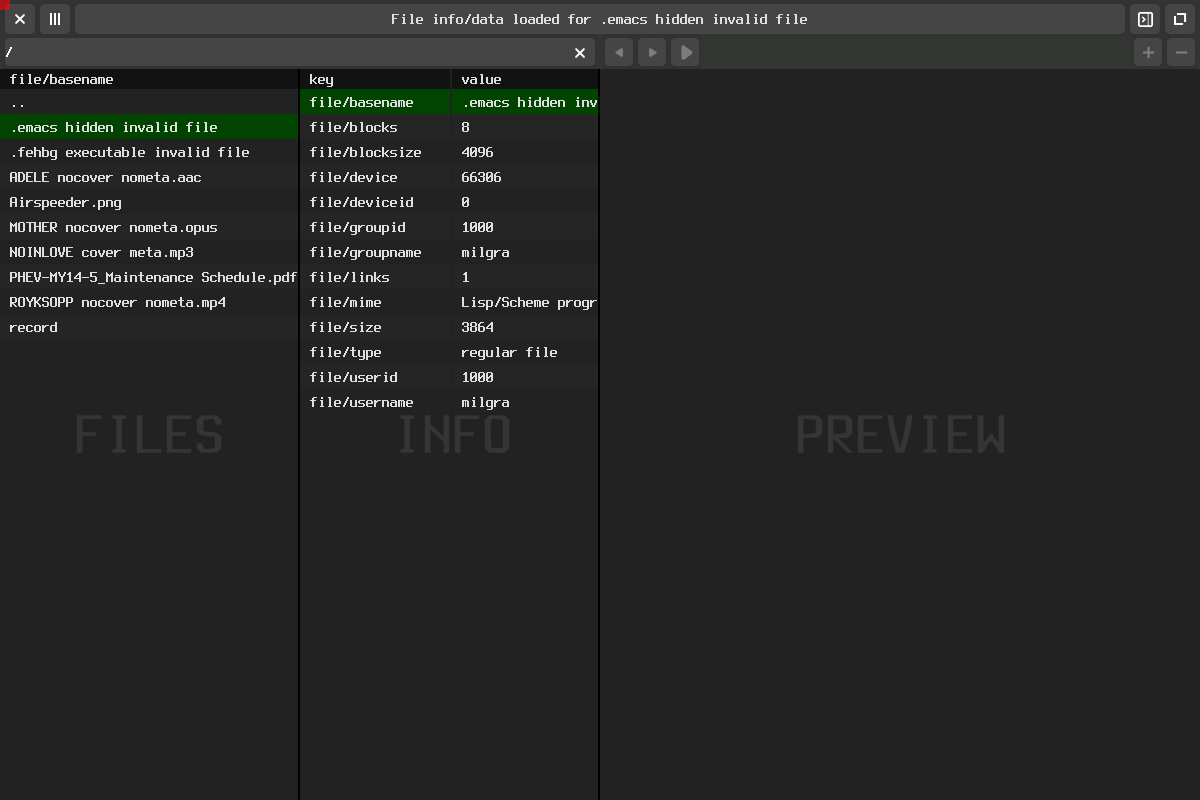 File info/data loaded for .emacs hidden invalid file
/
file/basename key value
.. file/basename .emacs hidden inv
.emacs hidden invalid file file/blocks 8
.fehbg executable invalid file file/blocksize 4096
ADELE nocover nometa.aac file/device 66306
Airspeeder.png file/deviceid 0
MOTHER nocover nometa.opus file/groupid 1000
NOINLOVE cover meta.mp3 file/groupname milgra
PHEV-MY14-5_Maintenance Schedule.pdf file/links 1
ROYKSOPP nocover nometa.mp4 file/mime Lisp/Scheme progr
record file/size 3864
file/type regular file
file/userid 1000
file/username milgra
FILES INFO PREVIEW